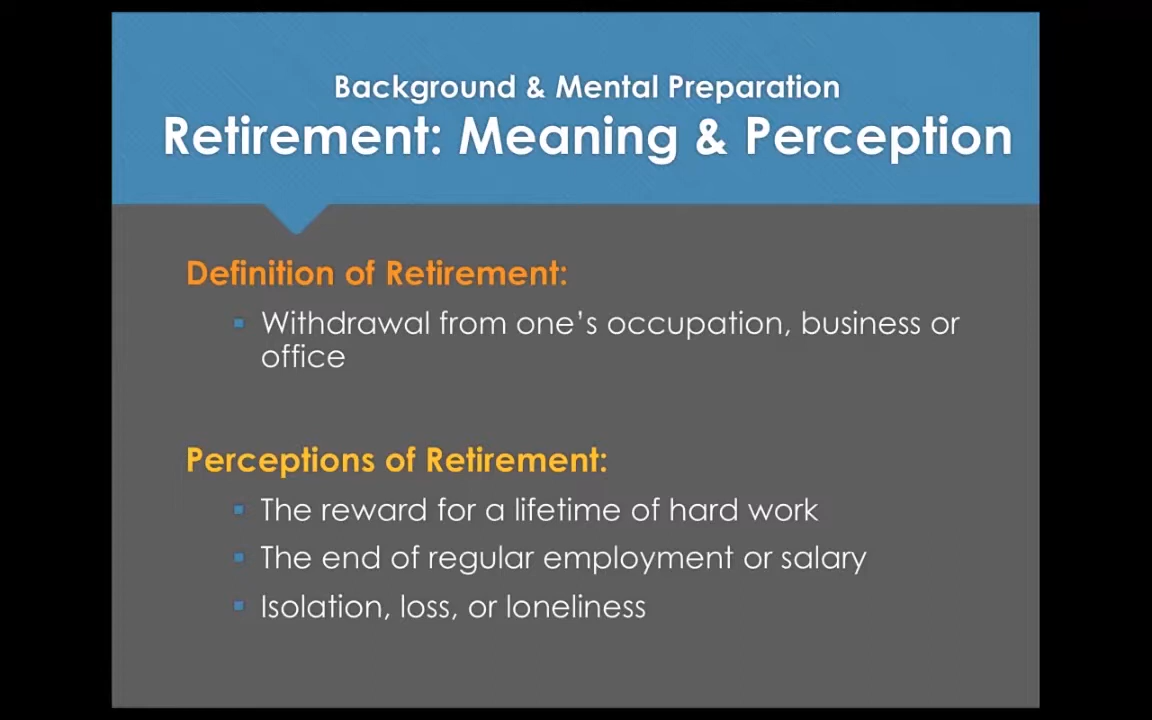 Background & Mental Preparation
Retirement: Meaning & Perception
Definition of Retirement:
Withdrawal from one’s occupation, business or
office
Perceptions of Retirement:
The reward for a lifetime of hard work
The end of regular employment or salary
Isolation, loss, or loneliness